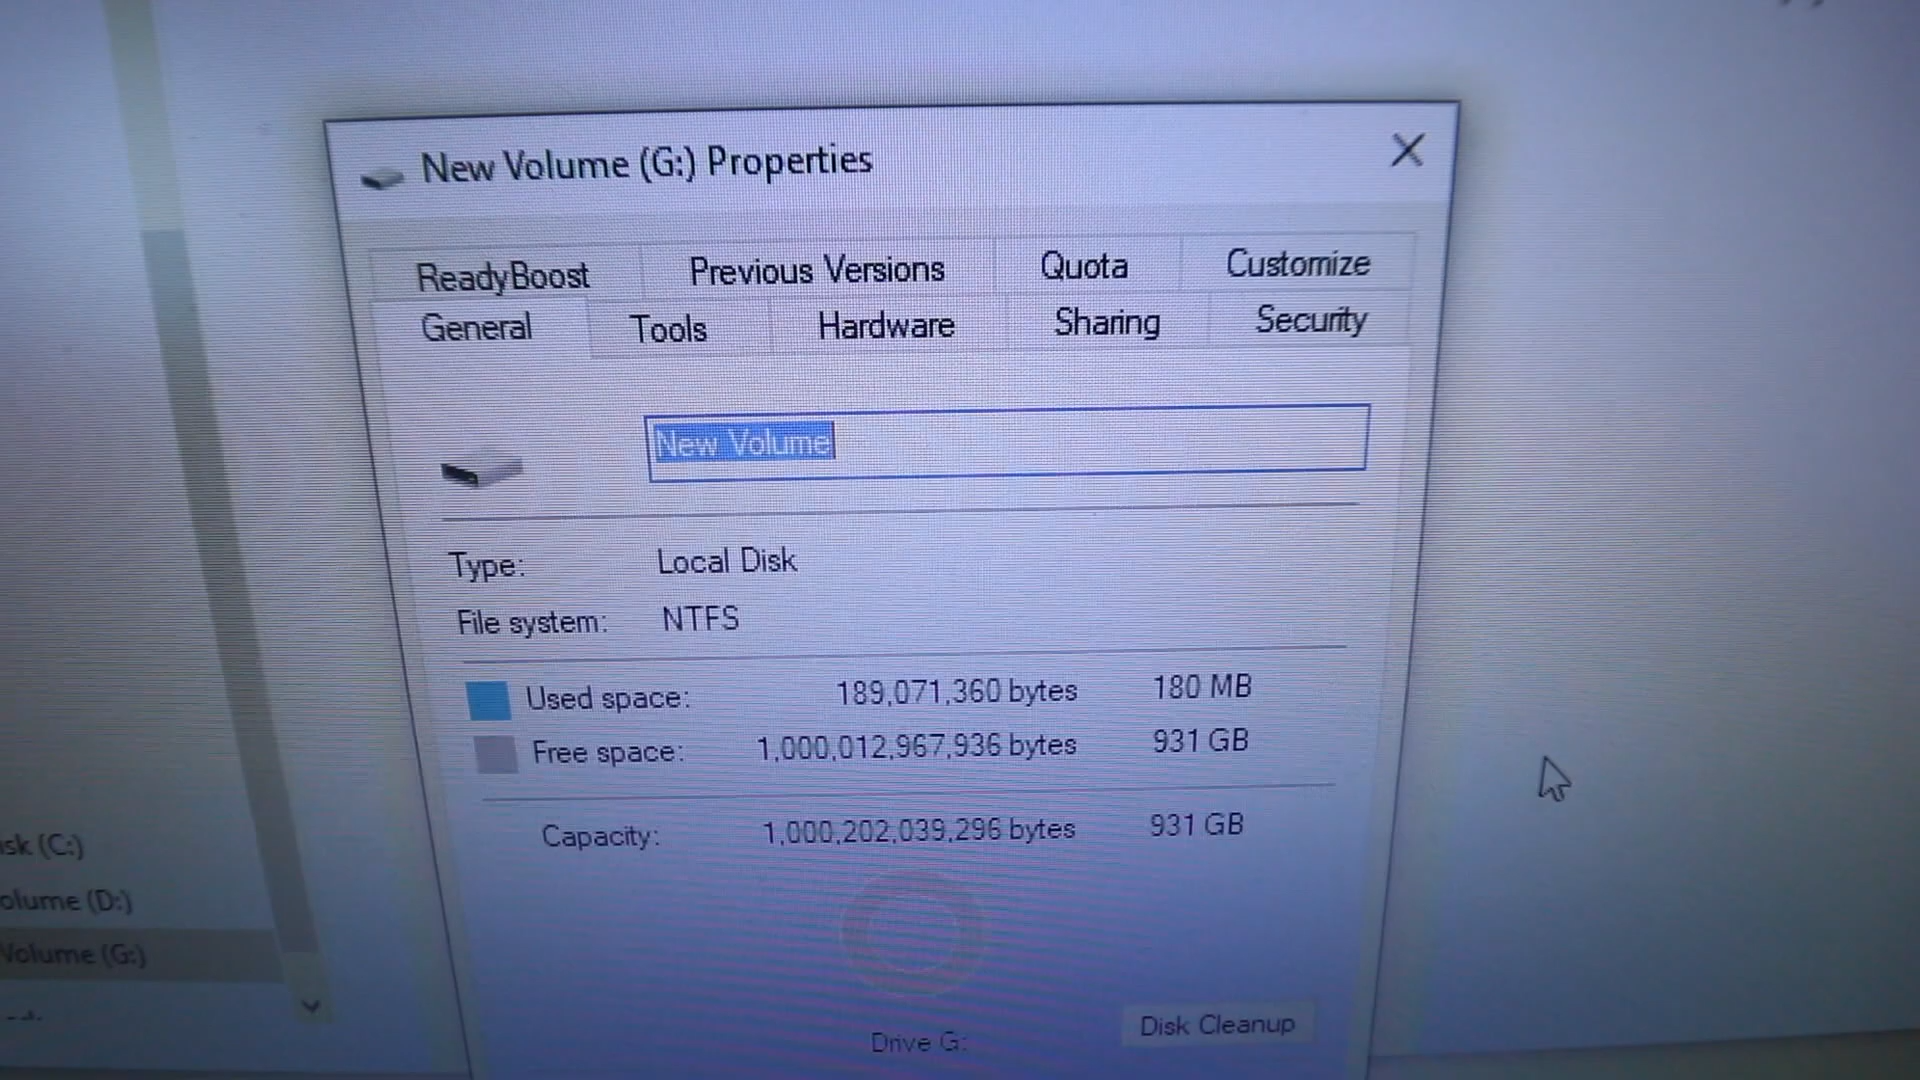 New Volume (G:) Properties
ReadyBoost Previous Versions Quota Customize
General Tools Hardware Sharing Security
New Volume
Type: Local Disk
File system: NTFS
Used space: 189,071,360 bytes 180 MB
Free space: 1,000,012,967,936 bytes 931 GB
Capacity: 1,000,202,039,296 bytes 931 GB
isk (C:)
olume (D:)
Volume (G:)
Drive G:
Disk Cleanup